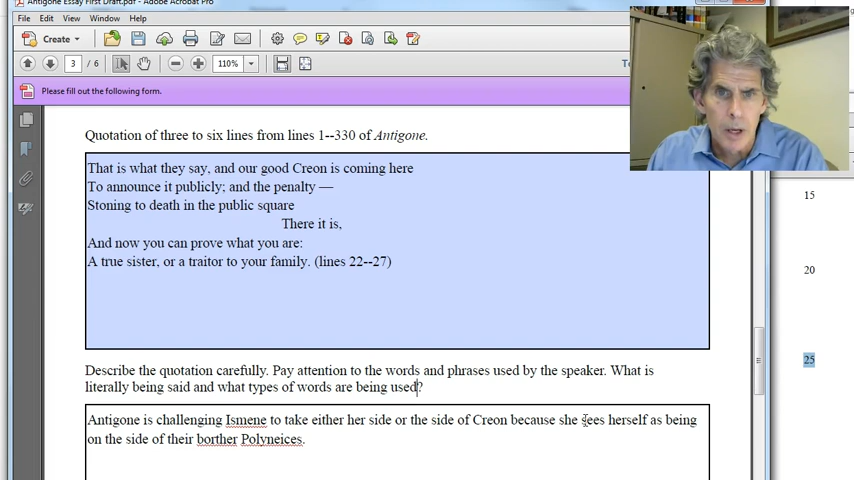 Antigone Essay First Draft.pdf - Adobe Acrobat Pro
File Edit View Window Help
Create
3 / 6 110%
Please fill out the following form.
Quotation of three to six lines from lines 1--330 of Antigone.
That is what they say, and our good Creon is coming here
To announce it publicly; and the penalty —
Stoning to death in the public square
There it is,
And now you can prove what you are:
A true sister, or a traitor to your family. (lines 22--27)
15
20
Describe the quotation carefully. Pay attention to the words and phrases used by the speaker. What is
25
literally being said and what types of words are being used?
Antigone is challenging Ismene to take either her side or the side of Creon because she sees herself as being
on the side of their borther Polyneices.